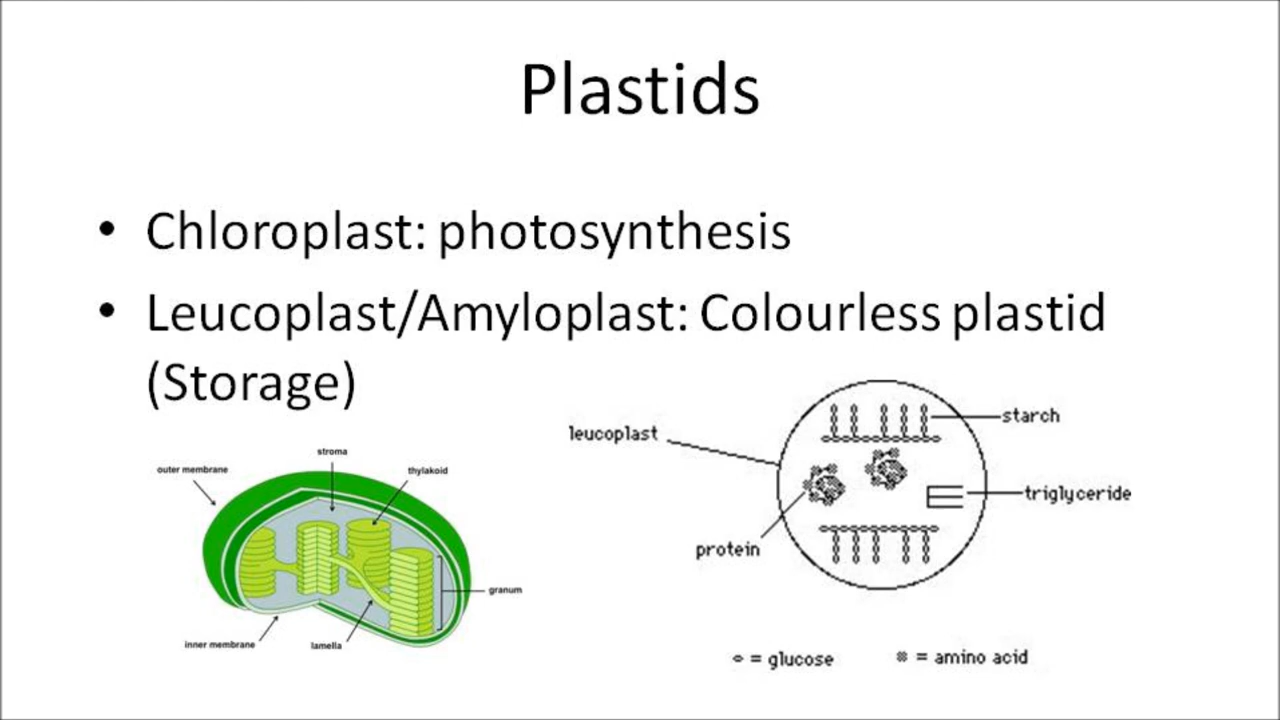 Plastids
• Chloroplast: photosynthesis
• Leucoplast/Amyloplast: Colourless plastid
(Storage)
stroma
outer membrane
thylakoid
granum
inner membrane
lamella
leucoplast
starch
triglyceride
protein
= glucose
= amino acid